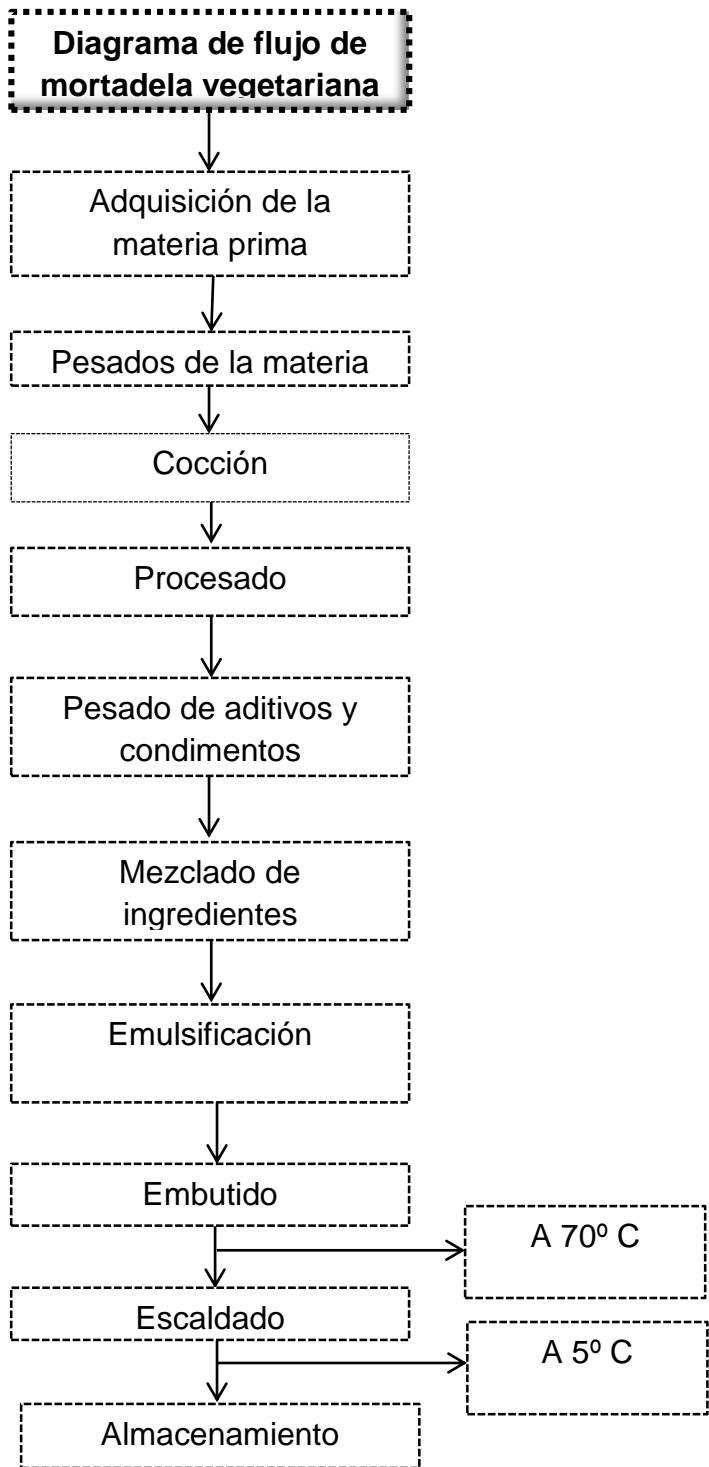 Diagrama de flujo de
mortadela vegetariana
Adquisición de la
materia prima
Pesados de la materia
Cocción
Procesado
Pesado de aditivos y
condimentos
Mezclado de
ingredientes
Emulsificación
Embutido
A 70º C
Escaldado
A 5º C
Almacenamiento